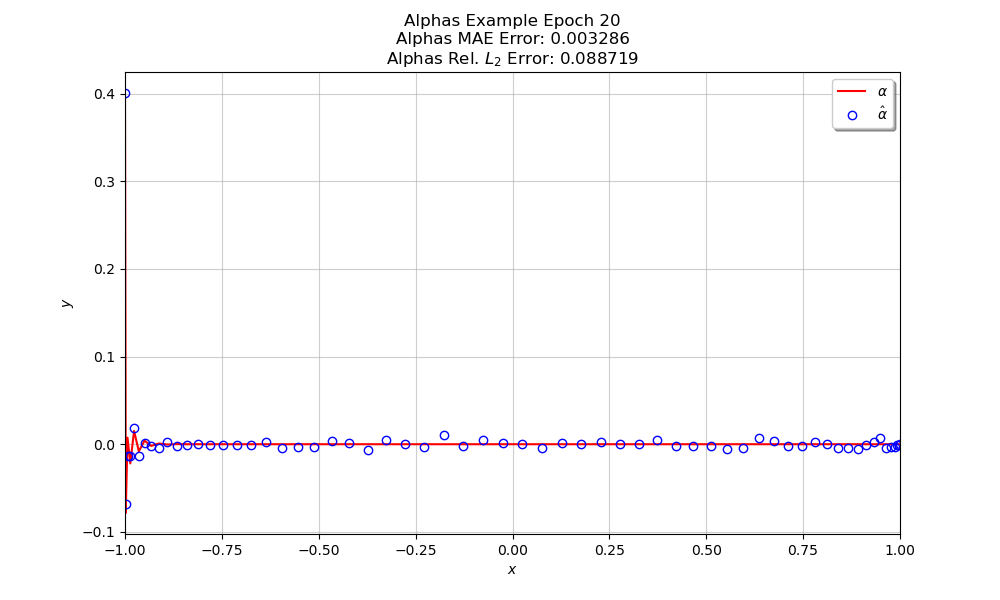 Alphas Example Epoch 20
Alphas MAE Error: 0.003286
Alphas Rel. $L_2$ Error: 0.088719
α
α̂
0.4
0.3
0.2
0.1
0.0
−0.1
y
−1.00 −0.75 −0.50 −0.25 0.00 0.25 0.50 0.75 1.00
x